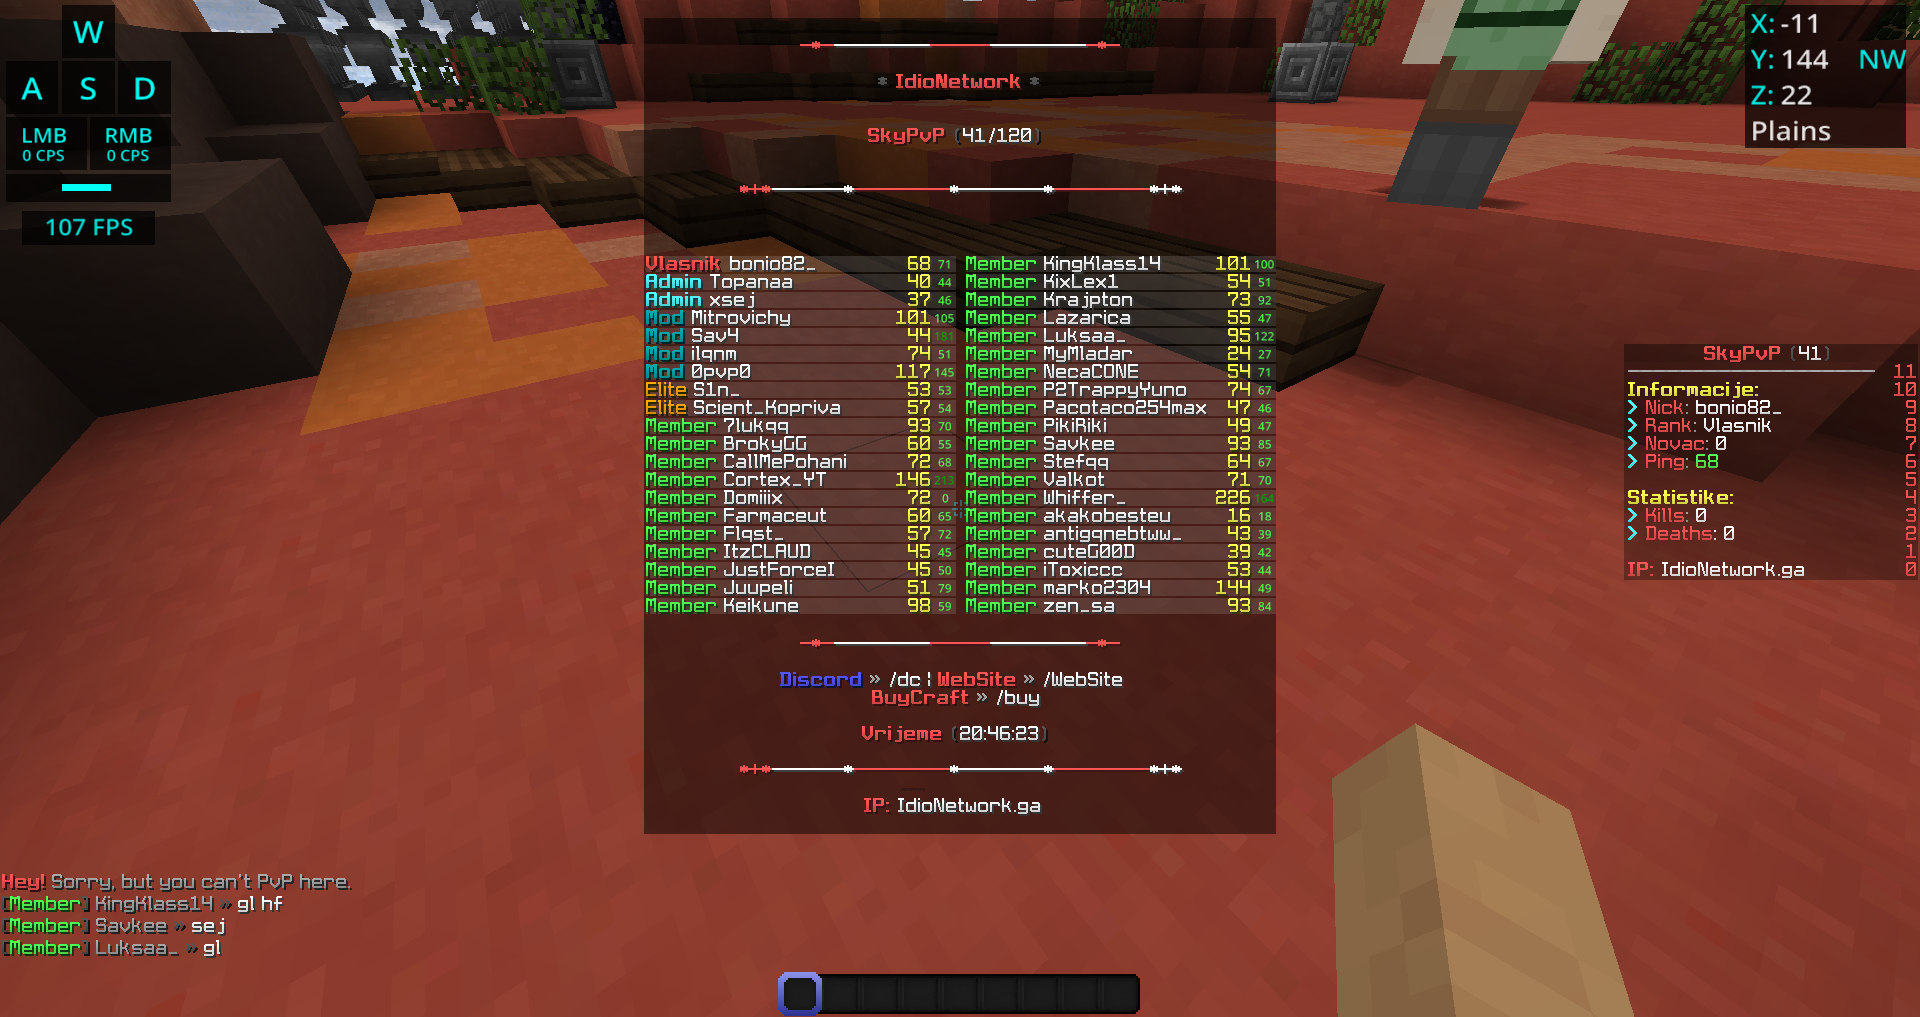 W
A S D
LMB RMB
0 CPS 0 CPS
107 FPS
X: -11
Y: 144 NW
Z: 22
Plains
* IdioNetwork *
SkyPvP (41/120)
Vlasnik bonio82_ 68 71
Admin Topanaa 40 44
Admin xsej 37 46
Mod Mitrovichy 101 105
Mod Sav4 44 181
Mod ilqnm 74 51
Mod 0pvp0 117 145
Elite S1n_ 53 53
Elite Scient_Kopriva 57 54
Member 7lukqq 93 70
Member BrokyGG 60 55
Member CallMePohani 72 68
Member Cortex_YT 146 213
Member Domiiix 72 0
Member Farmaceut 60 65
Member Flqst_ 57 72
Member ItzCLAUD 45 45
Member JustForceI 45 50
Member Juupeli 51 79
Member Keikune 98 59
Member KingKlass14 101 100
Member KixLex1 54 51
Member Krajpton 73 92
Member Lazarica 55 47
Member Luksaa_ 95 122
Member MyMladar 24 27
Member NecaCONE 54 71
Member P2TrappyYuno 74 67
Member Pacotaco254max 47 46
Member PikiRiki 49 47
Member Savkee 93 85
Member Stefqq 64 67
Member Valkot 71 70
Member Whiffer_ 226 164
Member akakobesteu 16 18
Member antigqnebtww_ 43 39
Member cuteG00D 39 42
Member iToxiccc 53 44
Member marko2304 144 49
Member zen_sa 93 84
Discord » /dc | WebSite » /WebSite
BuyCraft » /buy
Vrijeme (20:46:23)
IP: IdioNetwork.ga
SkyPvP (41)
11
Informacije: 10
> Nick: bonio82_ 9
> Rank: Vlasnik 8
> Novac: 0 7
> Ping: 68 6
5
Statistike: 4
> Kills: 0 3
> Deaths: 0 2
1
IP: IdioNetwork.ga 0
Hey! Sorry, but you can't PvP here.
[Member] KingKlass14 » gl hf
[Member] Savkee » sej
[Member] Luksaa_ » gl